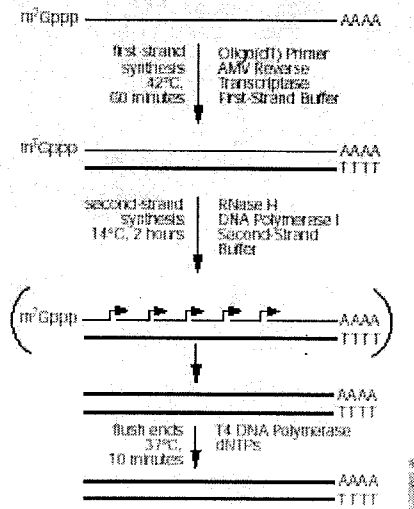 m⁷Gppp AAAA
first-strand synthesis 42°C, 60 minutes
Oligo(dT) Primer
AMV Reverse
Transcriptase
First-Strand Buffer
m⁷Gppp AAAA
TTTT
second-strand synthesis 14°C, 2 hours
RNase H
DNA Polymerase I
Second-Strand
Buffer
m⁷Gppp AAAA
TTTT
AAAA
TTTT
flush ends 37°C, 10 minutes
T4 DNA Polymerase
dNTPs
AAAA
TTTT